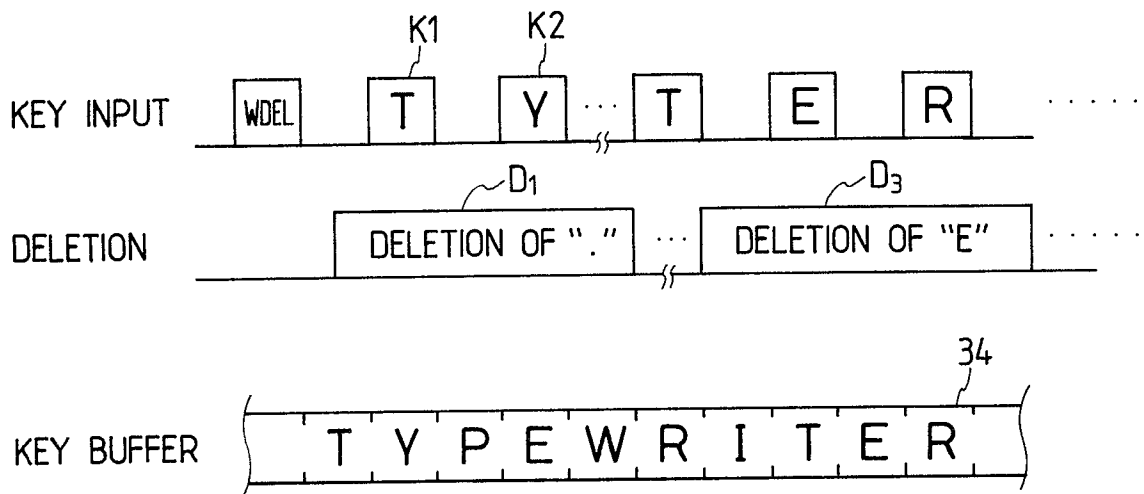 K1 K2
KEY INPUT WDEL T Y ... T E R .....
D1 D3
DELETION DELETION OF "." ... DELETION OF "E" .....
34
KEY BUFFER T Y P E W R I T E R